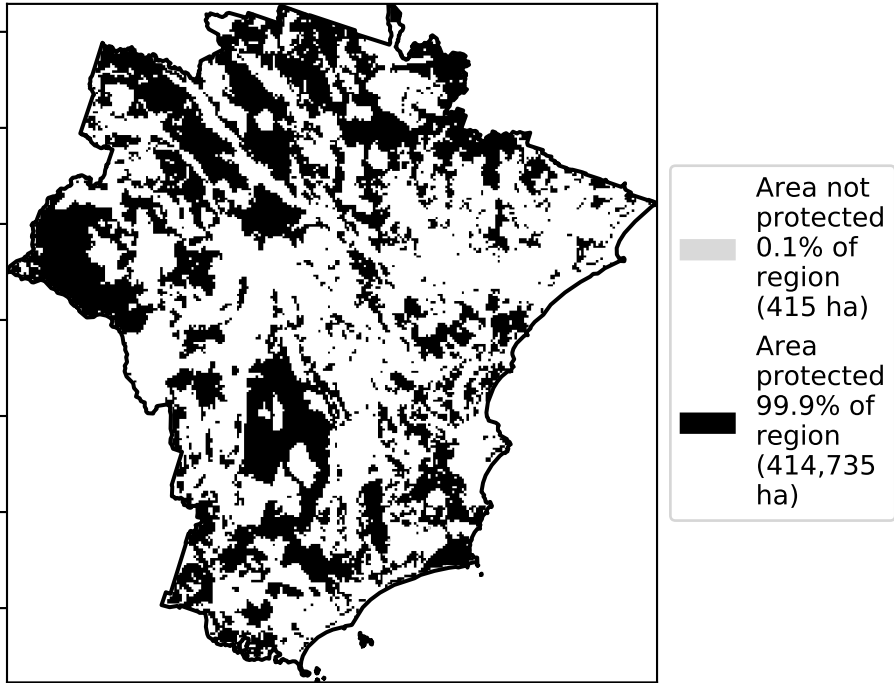 Area not
protected
0.1% of
region
(415 ha)
Area
protected
99.9% of
region
(414,735
ha)